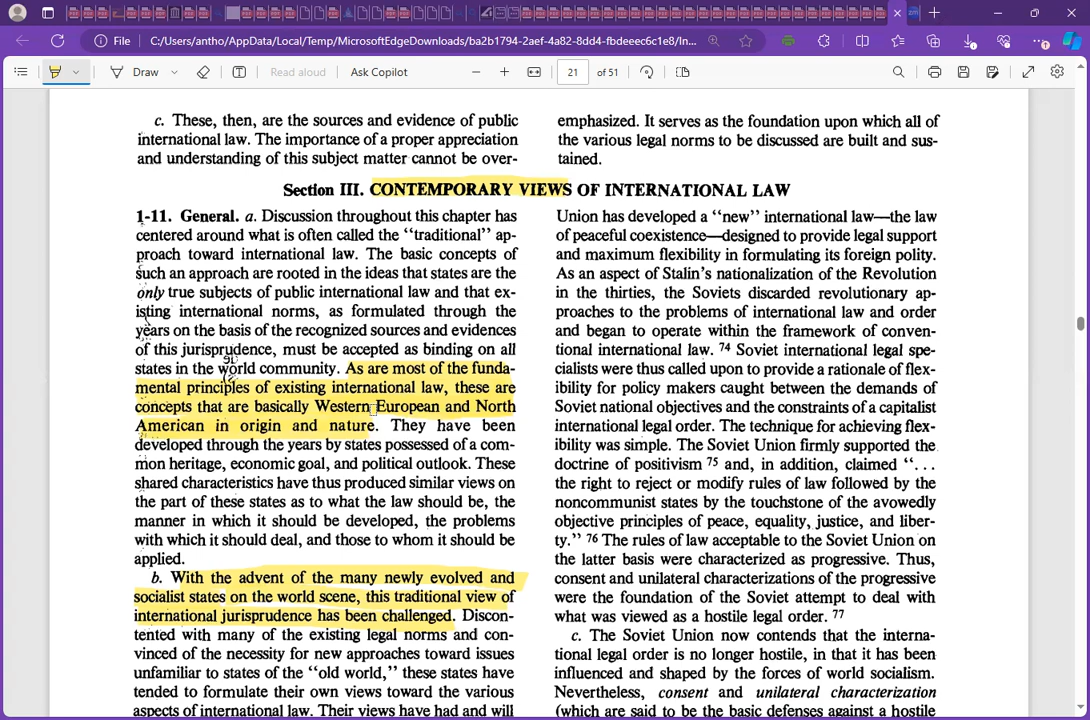 File
C:/Users/antho/AppData/Local/Temp/MicrosoftEdgeDownloads/ba2b1794-2aef-4a82-8dd4-fbdeeec6c1e8/In...
Draw
Read aloud
Ask Copilot
21 of 51
c. These, then, are the sources and evidence of public
international law. The importance of a proper appreciation
and understanding of this subject matter cannot be over-
emphasized. It serves as the foundation upon which all of
the various legal norms to be discussed are built and sus-
tained.
Section III. CONTEMPORARY VIEWS OF INTERNATIONAL LAW
1-11. General. a. Discussion throughout this chapter has
centered around what is often called the ‘‘traditional’’ ap-
proach toward international law. The basic concepts of
such an approach are rooted in the ideas that states are the
only true subjects of public international law and that ex-
isting international norms, as formulated through the
years on the basis of the recognized sources and evidences
of this jurisprudence, must be accepted as binding on all
states in the world community. As are most of the funda-
mental principles of existing international law, these are
concepts that are basically Western European and North
American in origin and nature. They have been
developed through the years by states possessed of a com-
mon heritage, economic goal, and political outlook. These
shared characteristics have thus produced similar views on
the part of these states as to what the law should be, the
manner in which it should be developed, the problems
with which it should deal, and those to whom it should be
applied.
b. With the advent of the many newly evolved and
socialist states on the world scene, this traditional view of
international jurisprudence has been challenged. Discon-
tented with many of the existing legal norms and con-
vinced of the necessity for new approaches toward issues
unfamiliar to states of the ‘‘old world,’’ these states have
tended to formulate their own views toward the various
aspects of international law. Their views have had and will
Union has developed a ‘‘new’’ international law—the law
of peaceful coexistence—designed to provide legal support
and maximum flexibility in formulating its foreign polity.
As an aspect of Stalin's nationalization of the Revolution
in the thirties, the Soviets discarded revolutionary ap-
proaches to the problems of international law and order
and began to operate within the framework of conven-
tional international law. 74 Soviet international legal spe-
cialists were thus called upon to provide a rationale of flex-
ibility for policy makers caught between the demands of
Soviet national objectives and the constraints of a capitalist
international legal order. The technique for achieving flex-
ibility was simple. The Soviet Union firmly supported the
doctrine of positivism 75 and, in addition, claimed ‘‘. . .
the right to reject or modify rules of law followed by the
noncommunist states by the touchstone of the avowedly
objective principles of peace, equality, justice, and liber-
ty.’’ 76 The rules of law acceptable to the Soviet Union on
the latter basis were characterized as progressive. Thus,
consent and unilateral characterizations of the progressive
were the foundation of the Soviet attempt to deal with
what was viewed as a hostile legal order. 77
c. The Soviet Union now contends that the interna-
tional legal order is no longer hostile, in that it has been
influenced and shaped by the forces of world socialism.
Nevertheless, consent and unilateral characterization
(which are said to be the basic defenses against a hostile